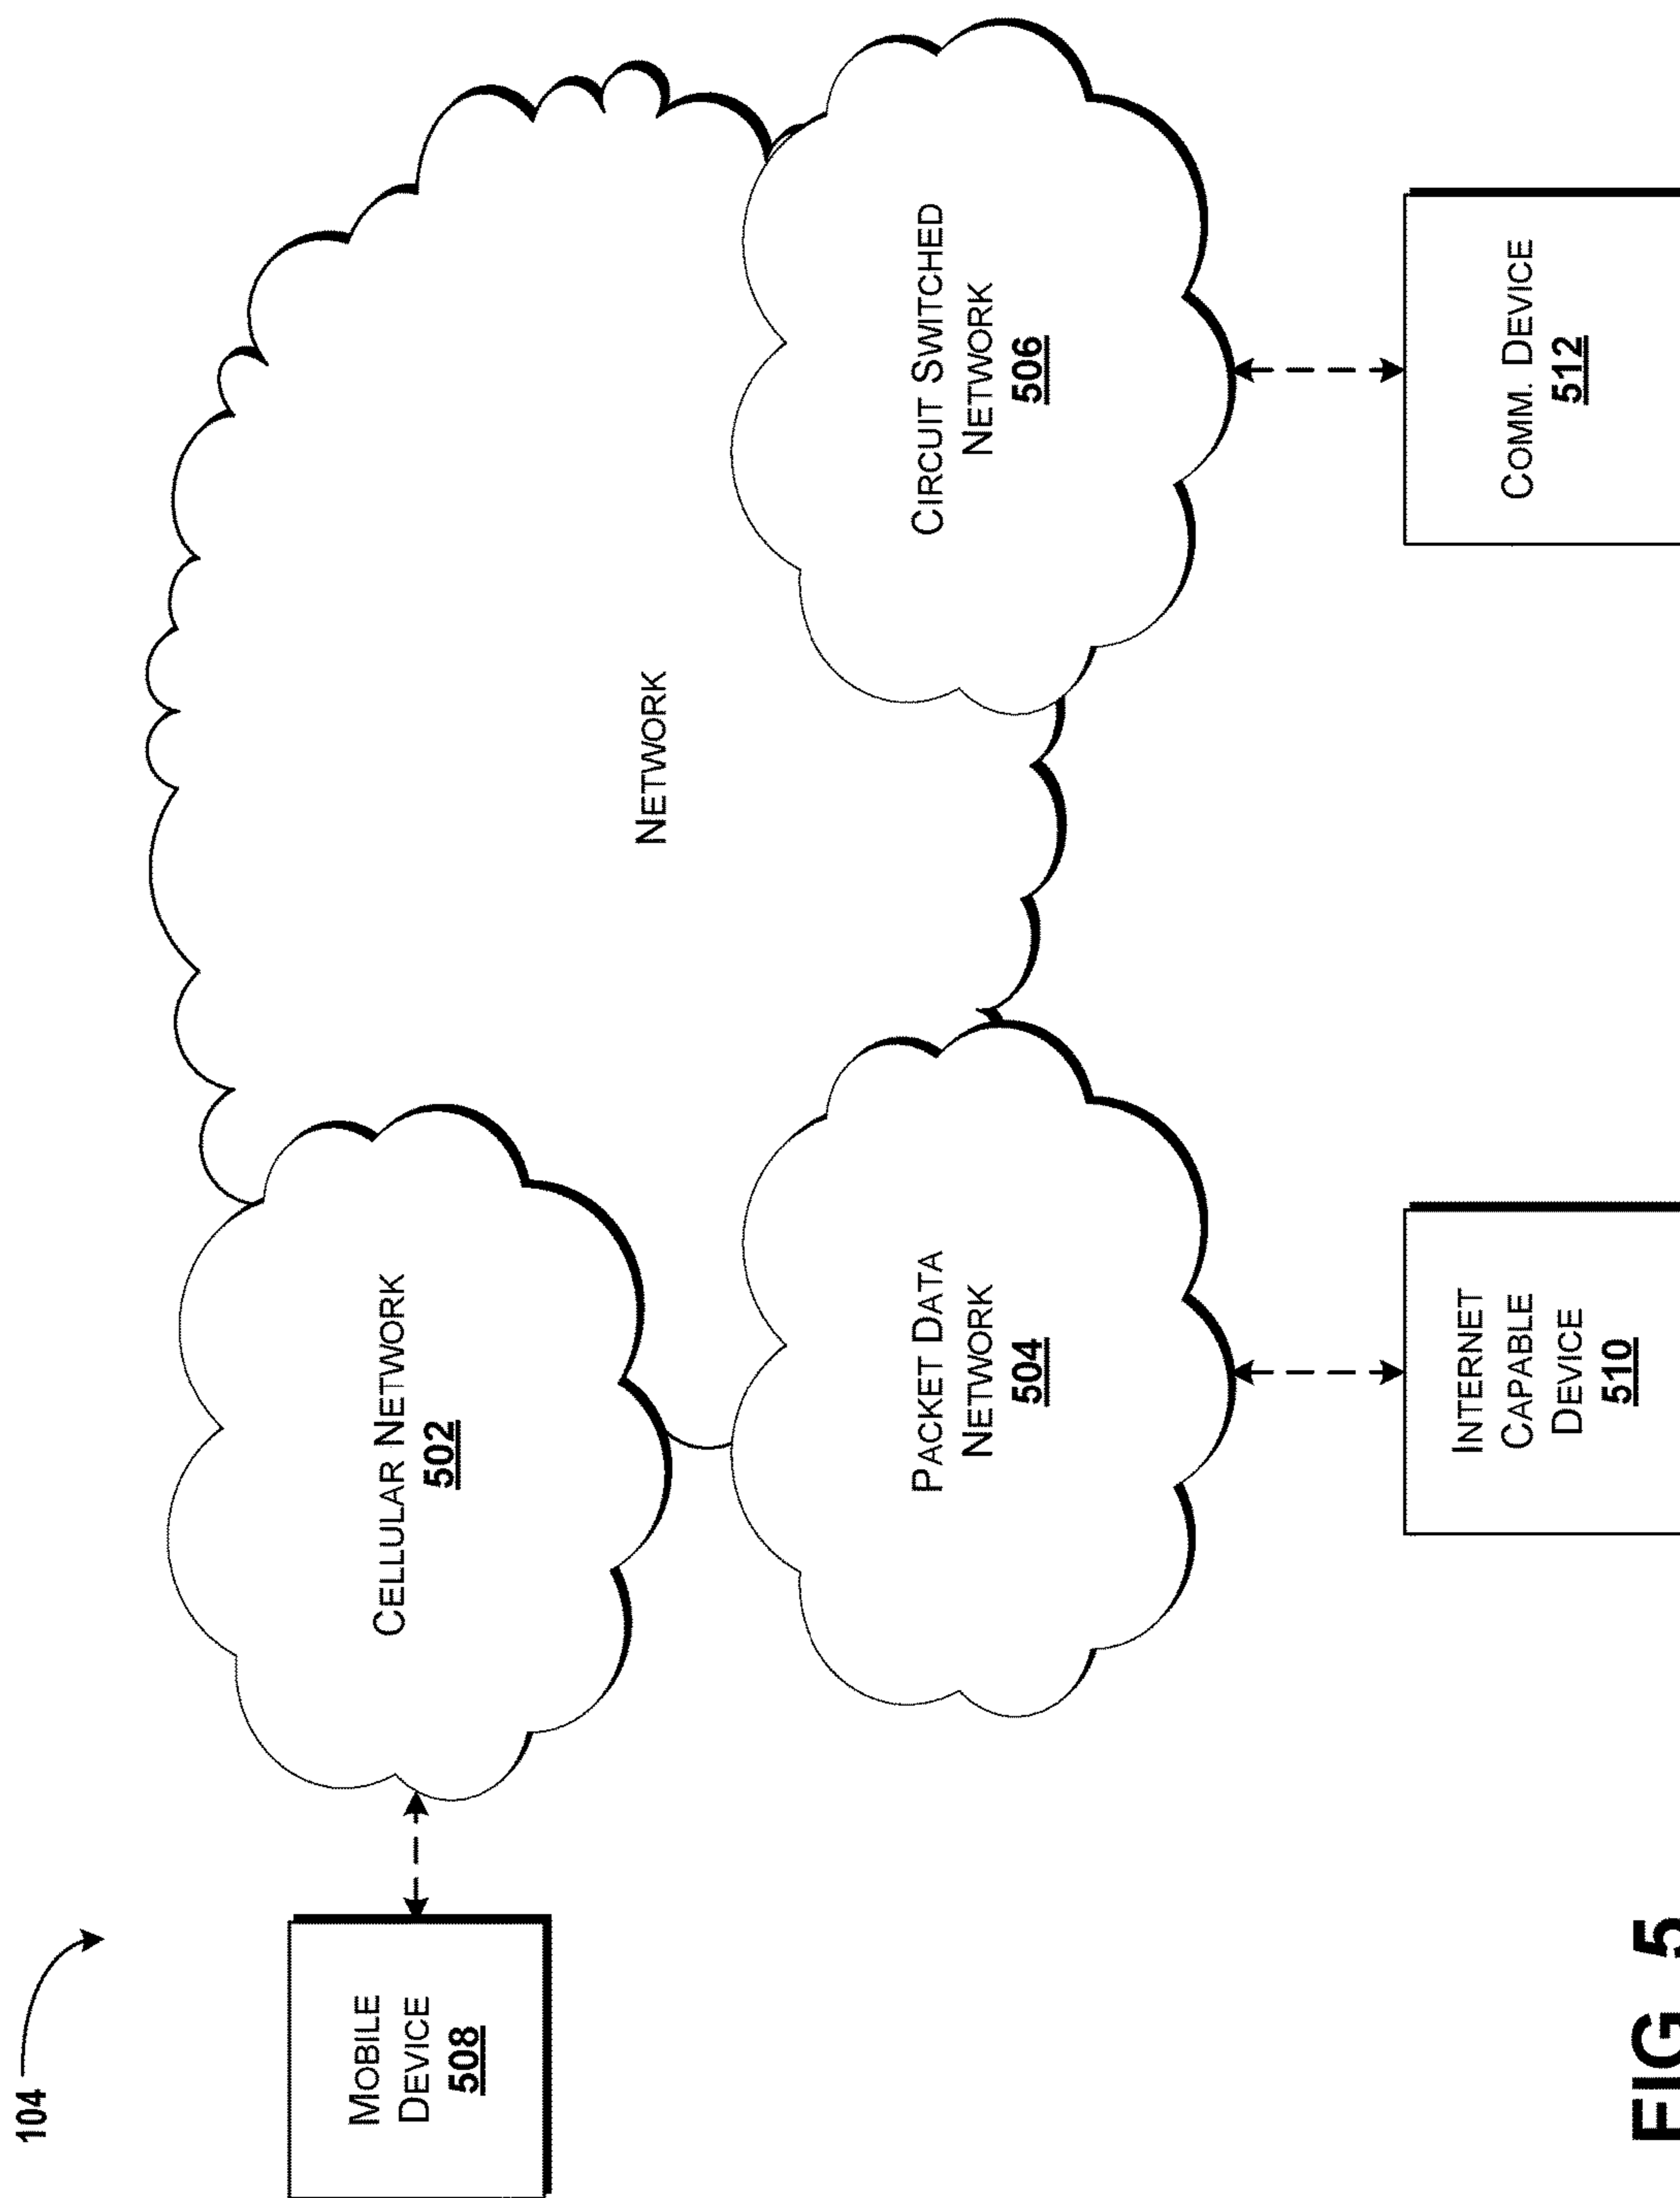 104
MOBILE
DEVICE
508
CELLULAR NETWORK
502
NETWORK
PACKET DATA
NETWORK
504
CIRCUIT SWITCHED
NETWORK
506
INTERNET
CAPABLE
DEVICE
510
COMM. DEVICE
512
FIG. 5